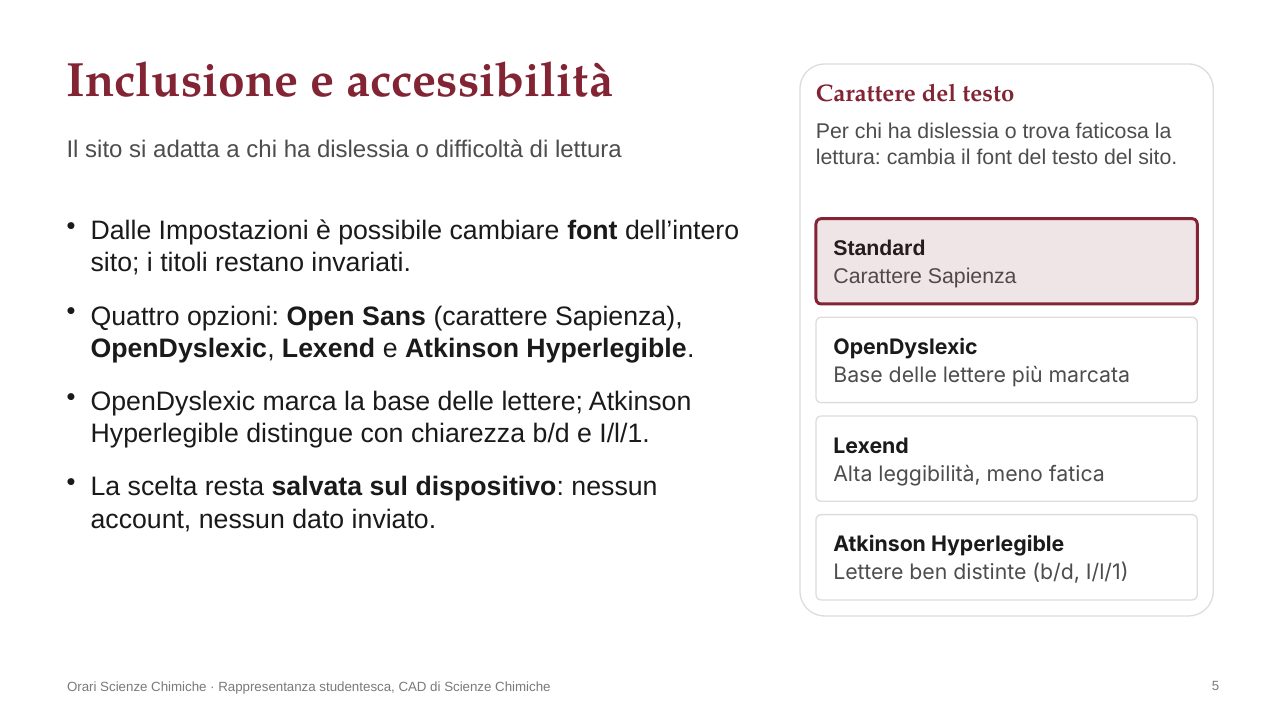 Inclusione e accessibilità
Il sito si adatta a chi ha dislessia o difficoltà di lettura
• Dalle Impostazioni è possibile cambiare font dell’intero
sito; i titoli restano invariati.
• Quattro opzioni: Open Sans (carattere Sapienza),
OpenDyslexic, Lexend e Atkinson Hyperlegible.
• OpenDyslexic marca la base delle lettere; Atkinson
Hyperlegible distingue con chiarezza b/d e I/l/1.
• La scelta resta salvata sul dispositivo: nessun
account, nessun dato inviato.
Carattere del testo
Per chi ha dislessia o trova faticosa la
lettura: cambia il font del testo del sito.
Standard
Carattere Sapienza
OpenDyslexic
Base delle lettere più marcata
Lexend
Alta leggibilità, meno fatica
Atkinson Hyperlegible
Lettere ben distinte (b/d, I/l/1)
Orari Scienze Chimiche · Rappresentanza studentesca, CAD di Scienze Chimiche
5